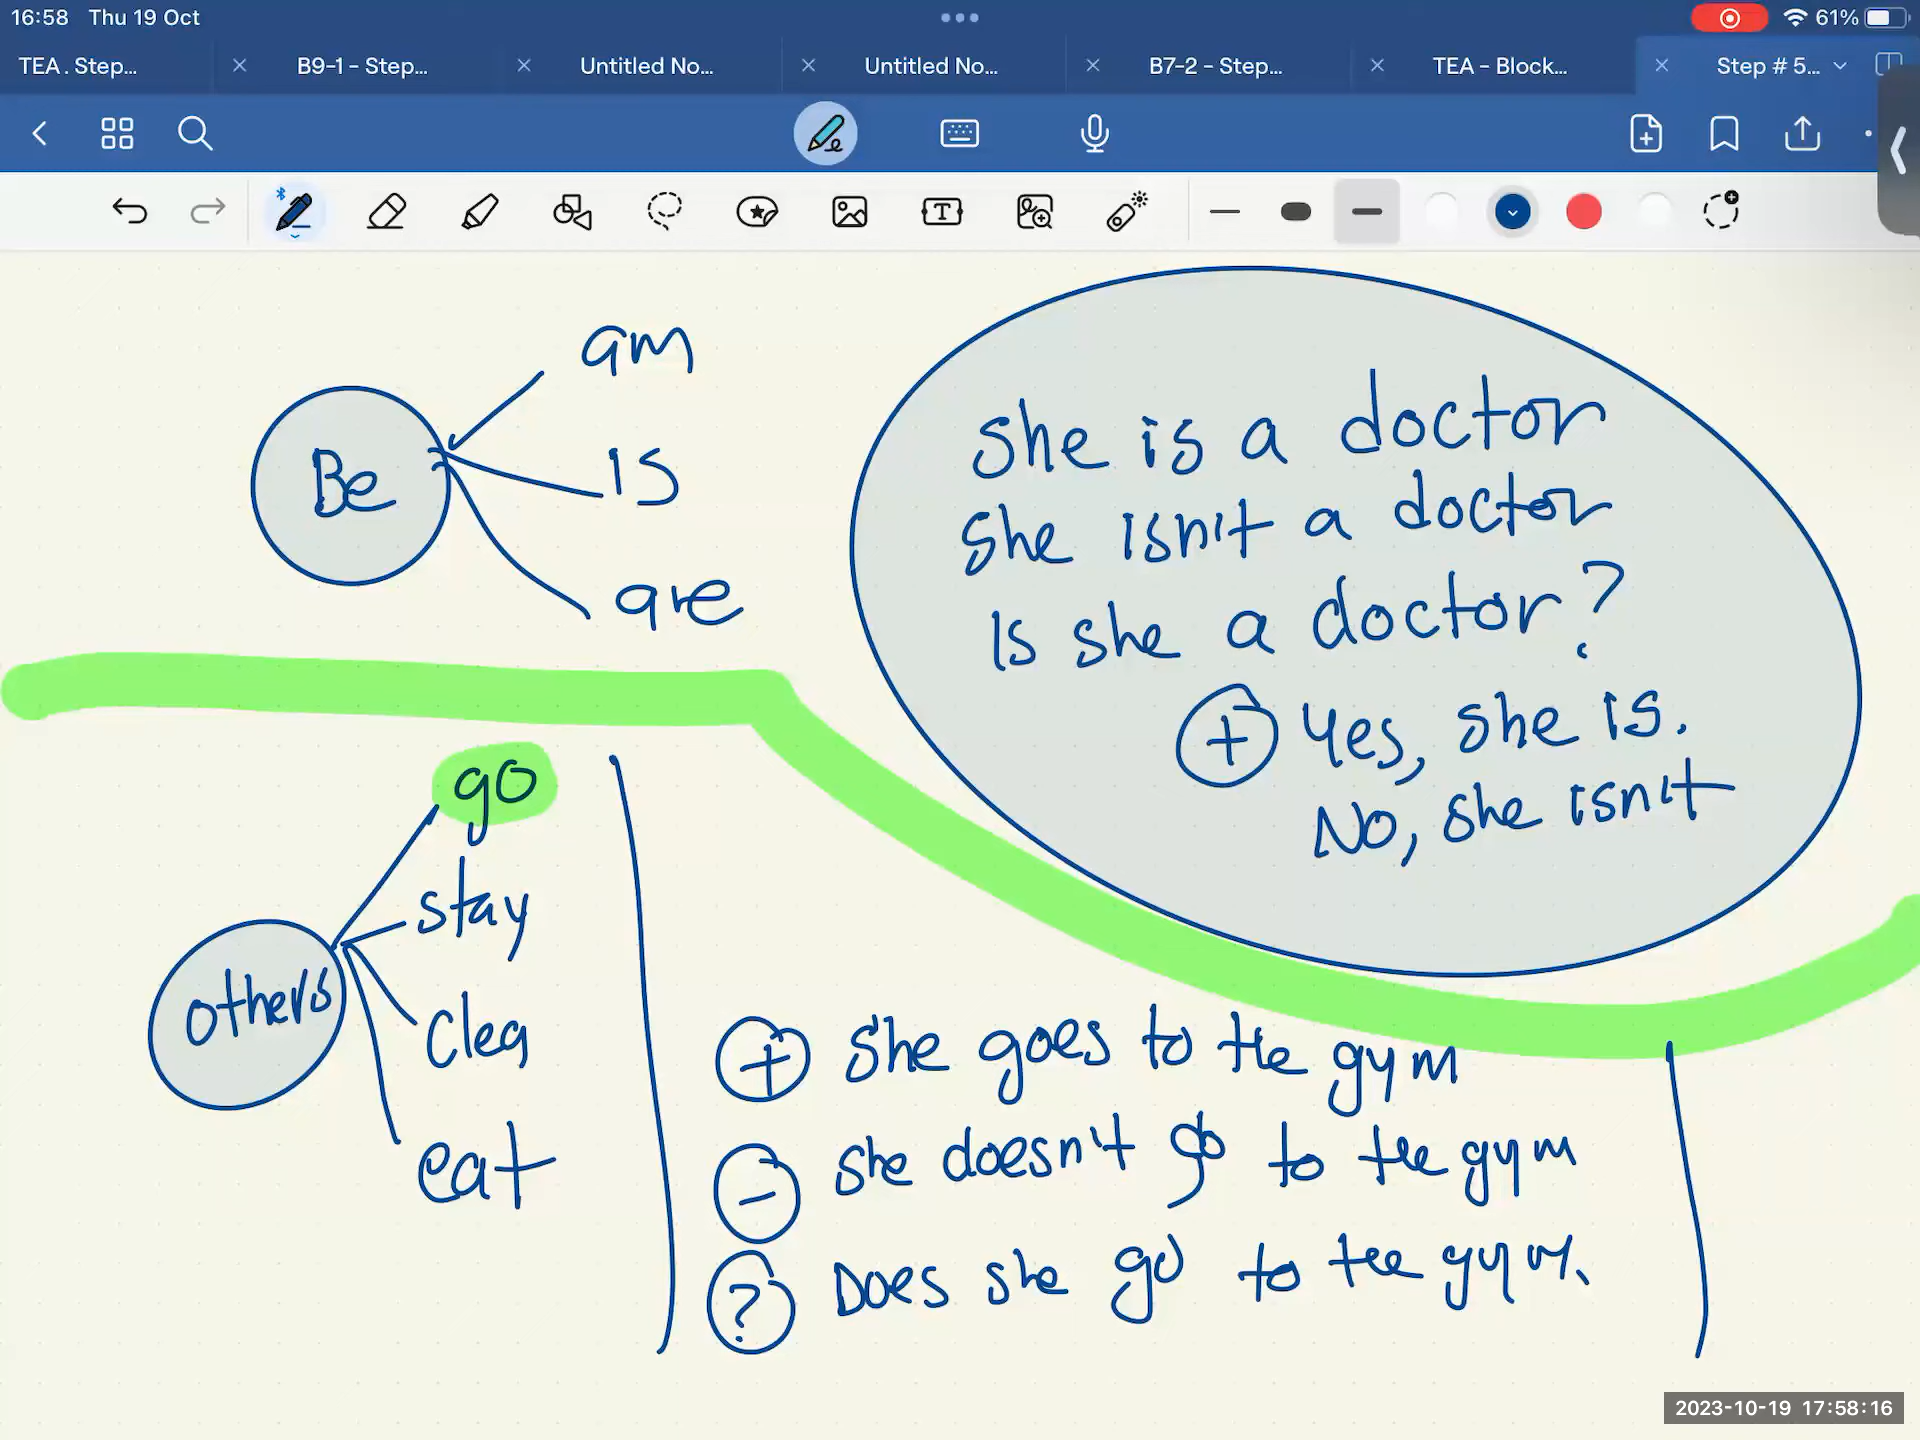 16:58 Thu 19 Oct
61%
TEA . Step...
B9-1 - Step...
Untitled No...
Untitled No...
B7-2 - Step...
TEA - Block...
Step # 5...
Be
am
is
are
She is a doctor
She isn't a doctor
Is she a doctor?
+ Yes, she is.
No, she isn't
others
go
stay
clea
eat
+ She goes to the gym
- she doesn't go to the gym
? Does she go to the gym.
2023-10-19 17:58:16